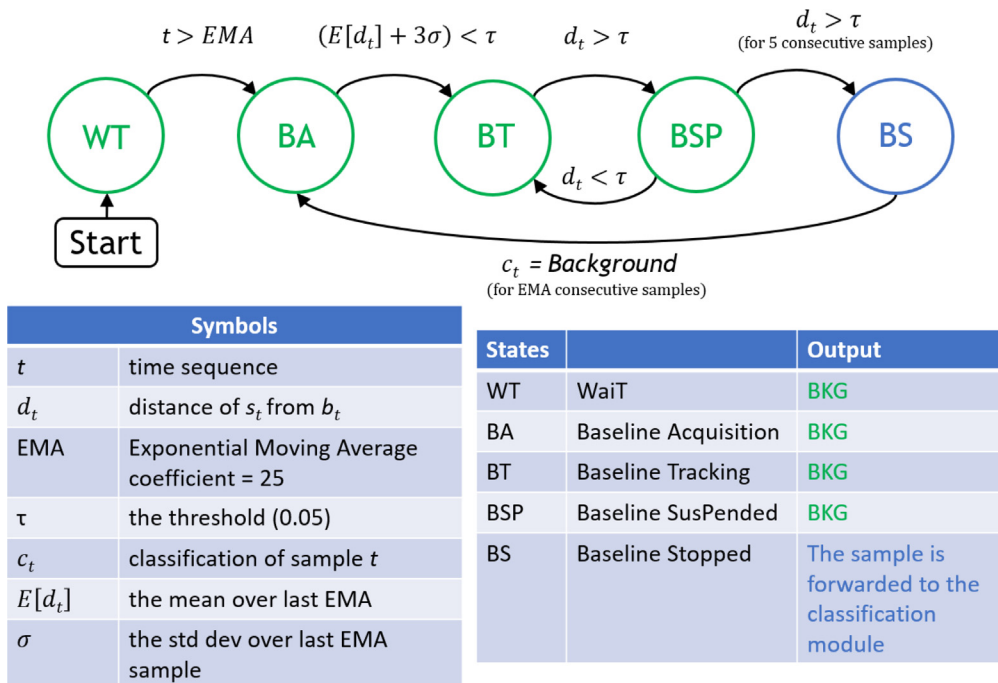 t > EMA
(E[d_t] + 3σ) < τ
d_t > τ
d_t > τ
(for 5 consecutive samples)
WT
BA
BT
BSP
BS
d_t < τ
Start
c_t = Background
(for EMA consecutive samples)
Symbols
t time sequence
d_t distance of s_t from b_t
EMA Exponential Moving Average
coefficient = 25
τ the threshold (0.05)
c_t classification of sample t
E[d_t] the mean over last EMA
σ the std dev over last EMA
sample
States Output
WT WaiT BKG
BA Baseline Acquisition BKG
BT Baseline Tracking BKG
BSP Baseline SusPended BKG
BS Baseline Stopped The sample is
forwarded to the
classification
module